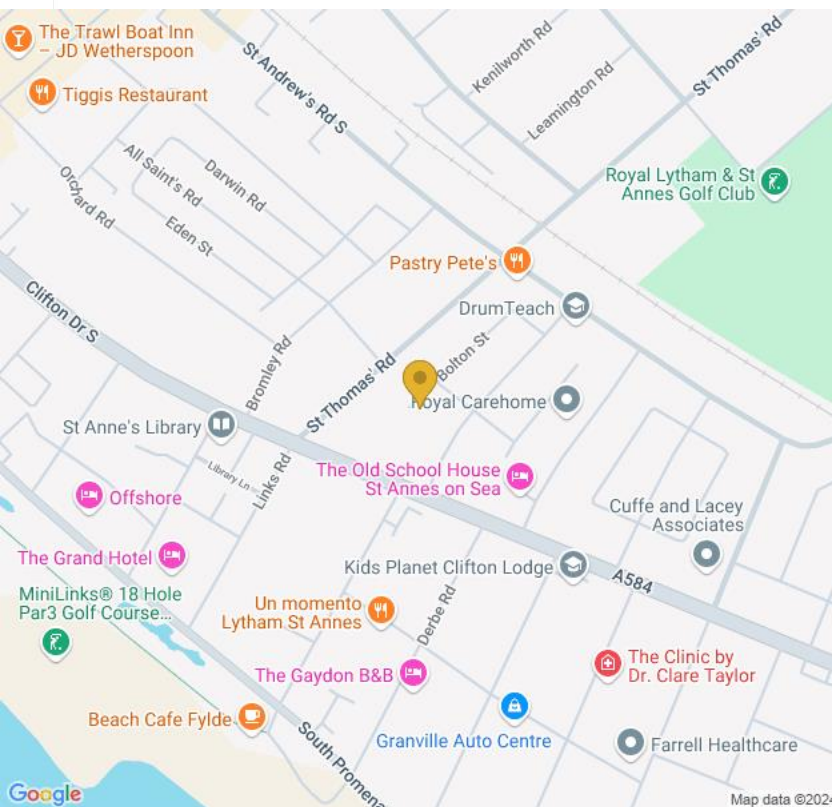 The Trawl Boat Inn
– JD Wetherspoon
Tiggis Restaurant
St Andrew's Rd S
Kenilworth Rd
Leamington Rd
St Thomas' Rd
All Saint's Rd
Darwin Rd
Orchard Rd
Eden St
Royal Lytham & St
Annes Golf Club
Pastry Pete's
Clifton Dr S
DrumTeach
Bromley Rd
St Thomas' Rd
Bolton St
Royal Carehome
St Anne's Library
Library Ln
Links Rd
The Old School House
St Annes on Sea
Offshore
Cuffe and Lacey
Associates
The Grand Hotel
Kids Planet Clifton Lodge
A584
MiniLinks® 18 Hole
Par3 Golf Course...
Un momento
Lytham St Annes
Derbe Rd
The Gaydon B&B
The Clinic by
Dr. Clare Taylor
Beach Cafe Fylde
South Promena
Granville Auto Centre
Farrell Healthcare
Google
Map data ©2024